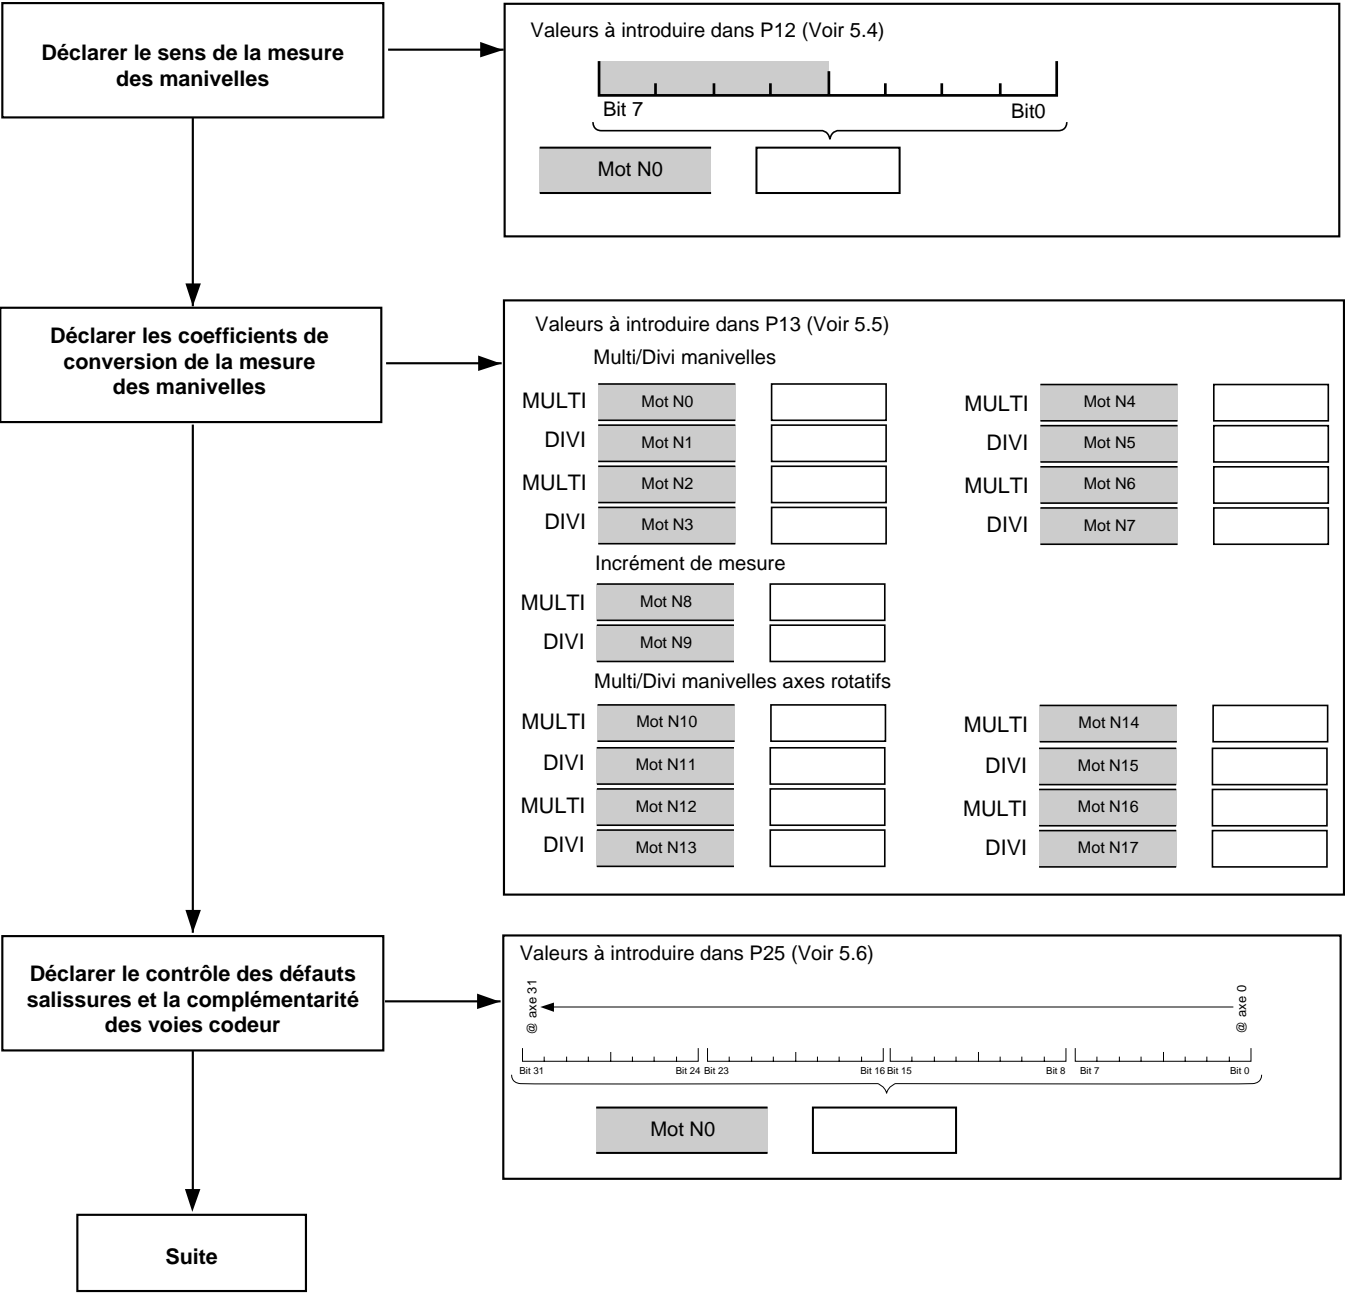 Déclarer le sens de la mesure
des manivelles
Valeurs à introduire dans P12 (Voir 5.4)
Bit 7 Bit0
Mot N0
Déclarer les coefficients de
conversion de la mesure
des manivelles
Valeurs à introduire dans P13 (Voir 5.5)
Multi/Divi manivelles
MULTI Mot N0 MULTI Mot N4
DIVI Mot N1 DIVI Mot N5
MULTI Mot N2 MULTI Mot N6
DIVI Mot N3 DIVI Mot N7
Incrément de mesure
MULTI Mot N8
DIVI Mot N9
Multi/Divi manivelles axes rotatifs
MULTI Mot N10 MULTI Mot N14
DIVI Mot N11 DIVI Mot N15
MULTI Mot N12 MULTI Mot N16
DIVI Mot N13 DIVI Mot N17
Déclarer le contrôle des défauts
salissures et la complémentarité
des voies codeur
Valeurs à introduire dans P25 (Voir 5.6)
@ axe 31 @ axe 0
Bit 31 Bit 24 Bit 23 Bit 16 Bit 15 Bit 8 Bit 7 Bit 0
Mot N0
Suite